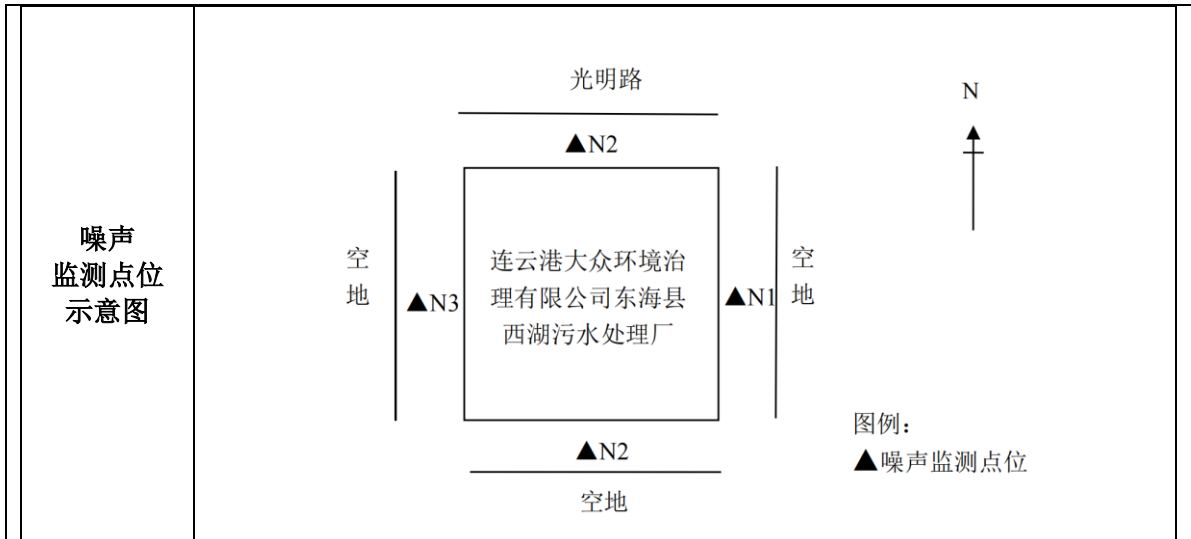 噪声
监测点位
示意图
光明路
N
▲N2
空
地
▲N3
连云港大众环境治
理有限公司东海县
西湖污水处理厂
▲N1
空
地
▲N2
空地
图例：
▲噪声监测点位